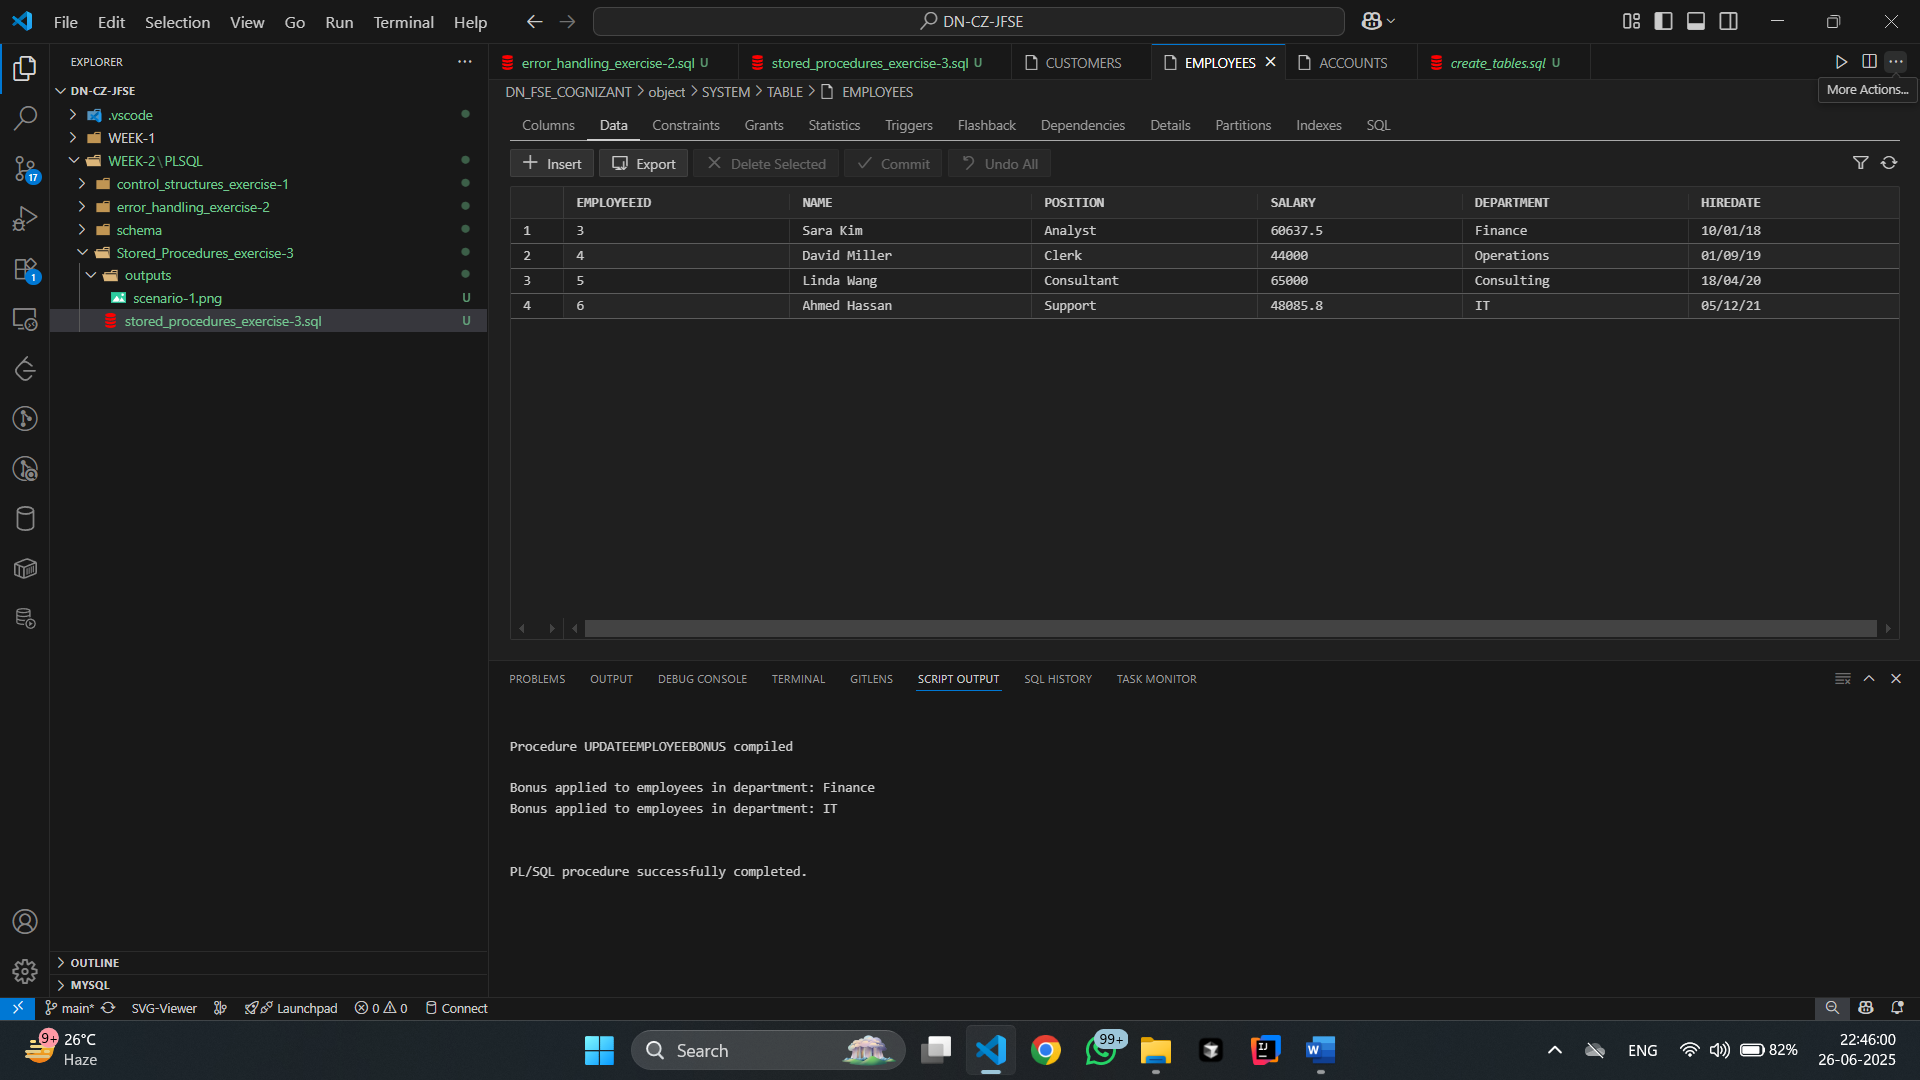 File Edit Selection View Go Run Terminal Help
DN-CZ-JFSE
EXPLORER
error_handling_exercise-2.sql U
stored_procedures_exercise-3.sql U
CUSTOMERS
EMPLOYEES
ACCOUNTS
create_tables.sql U
More Actions...
DN-CZ-JFSE
.vscode
WEEK-1
WEEK-2\PLSQL
control_structures_exercise-1
error_handling_exercise-2
schema
Stored_Procedures_exercise-3
outputs
scenario-1.png U
stored_procedures_exercise-3.sql U
17
1
DN_FSE_COGNIZANT > object > SYSTEM > TABLE > EMPLOYEES
Columns Data Constraints Grants Statistics Triggers Flashback Dependencies Details Partitions Indexes SQL
Insert Export Delete Selected Commit Undo All
EMPLOYEEID NAME POSITION SALARY DEPARTMENT HIREDATE
1 3 Sara Kim Analyst 60637.5 Finance 10/01/18
2 4 David Miller Clerk 44000 Operations 01/09/19
3 5 Linda Wang Consultant 65000 Consulting 18/04/20
4 6 Ahmed Hassan Support 48085.8 IT 05/12/21
PROBLEMS OUTPUT DEBUG CONSOLE TERMINAL GITLENS SCRIPT OUTPUT SQL HISTORY TASK MONITOR
Procedure UPDATEEMPLOYEEBONUS compiled
Bonus applied to employees in department: Finance
Bonus applied to employees in department: IT
PL/SQL procedure successfully completed.
OUTLINE
MYSQL
main* SVG-Viewer Launchpad 0 0 Connect
9+ 26°C
Haze
Search
99+
ENG
82%
22:46:00
26-06-2025